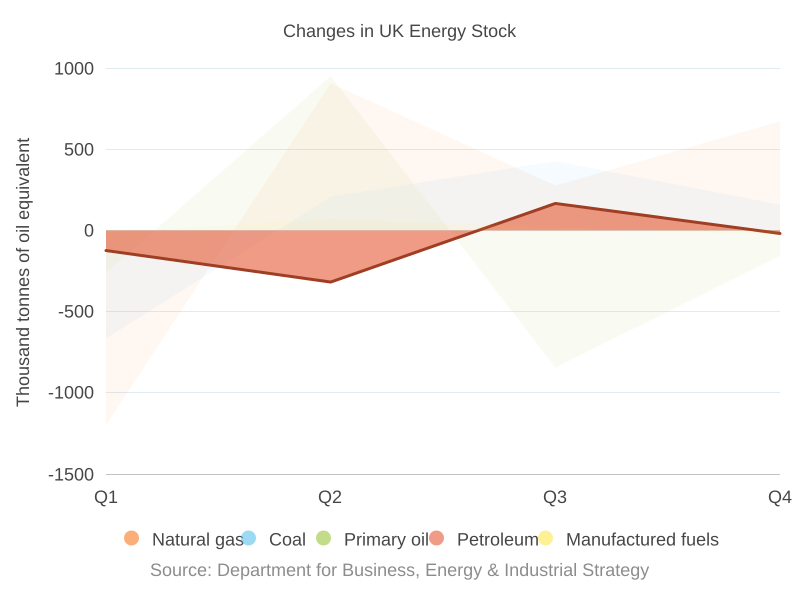 Changes in UK Energy Stock
Thousand tonnes of oil equivalent
1000
500
0
-500
-1000
-1500
Q1 Q2 Q3 Q4
Natural gas Coal Primary oil Petroleum Manufactured fuels
Source: Department for Business, Energy & Industrial Strategy